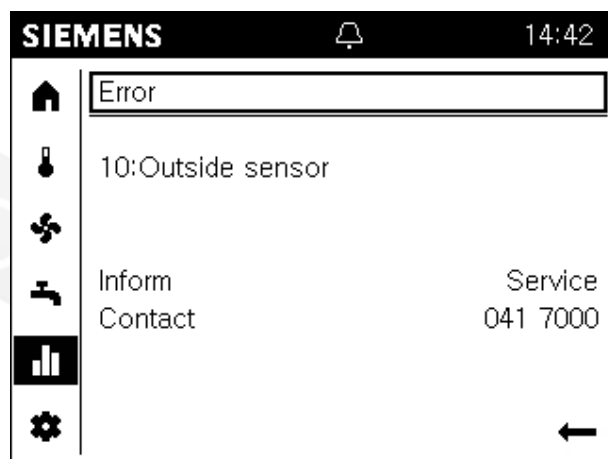 SIEMENS 14:42
Error
10:Outside sensor
Inform Service
Contact 041 7000